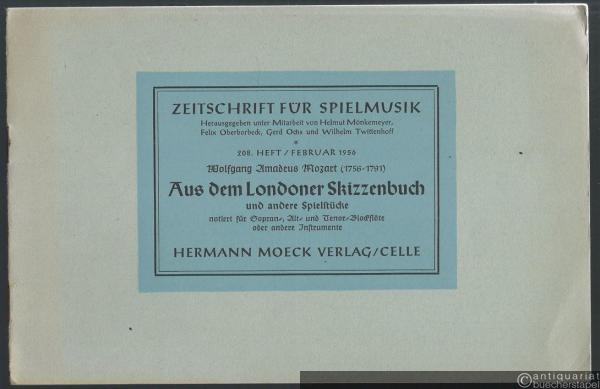 ZEITSCHRIFT FÜR SPIELMUSIK
Herausgegeben unter Mitarbeit von Helmut Mönkemeyer,
Felix Oberborbeck, Gerd Ochs und Wilhelm Twittenhoff
*
208. HEFT / FEBRUAR 1956
Wolfgang Amadeus Mozart (1756-1791)
Aus dem Londoner Skizzenbuch
und andere Spielstücke
notiert für Sopran-, Alt- und Tenor-Blockflöte
oder andere Instrumente
HERMANN MOECK VERLAG/CELLE
antiquariat
buecherstapel